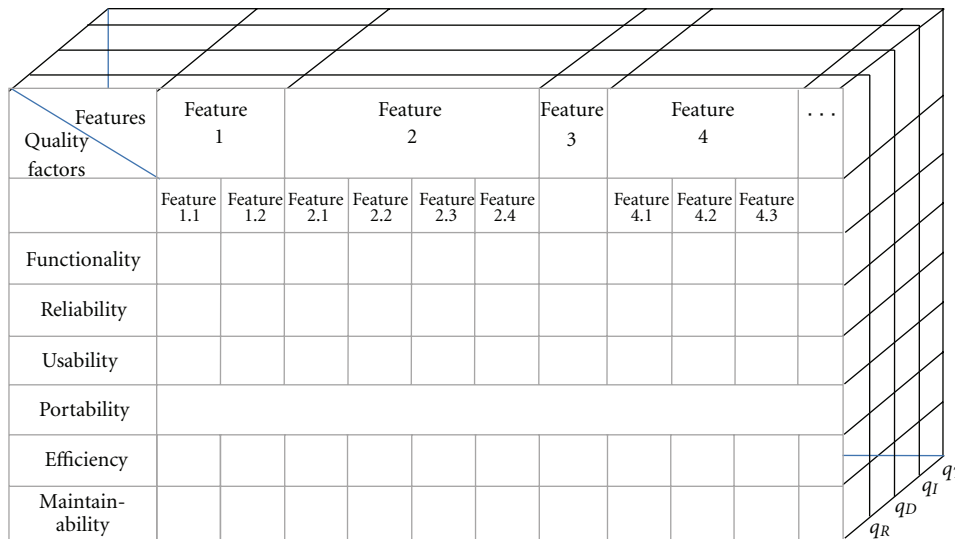 Features
Quality
factors
Feature
1
Feature
2
Feature
3
Feature
4
...
Feature
1.1
Feature
1.2
Feature
2.1
Feature
2.2
Feature
2.3
Feature
2.4
Feature
4.1
Feature
4.2
Feature
4.3
Functionality
Reliability
Usability
Portability
Efficiency
Maintain-
ability
qR
qD
qI